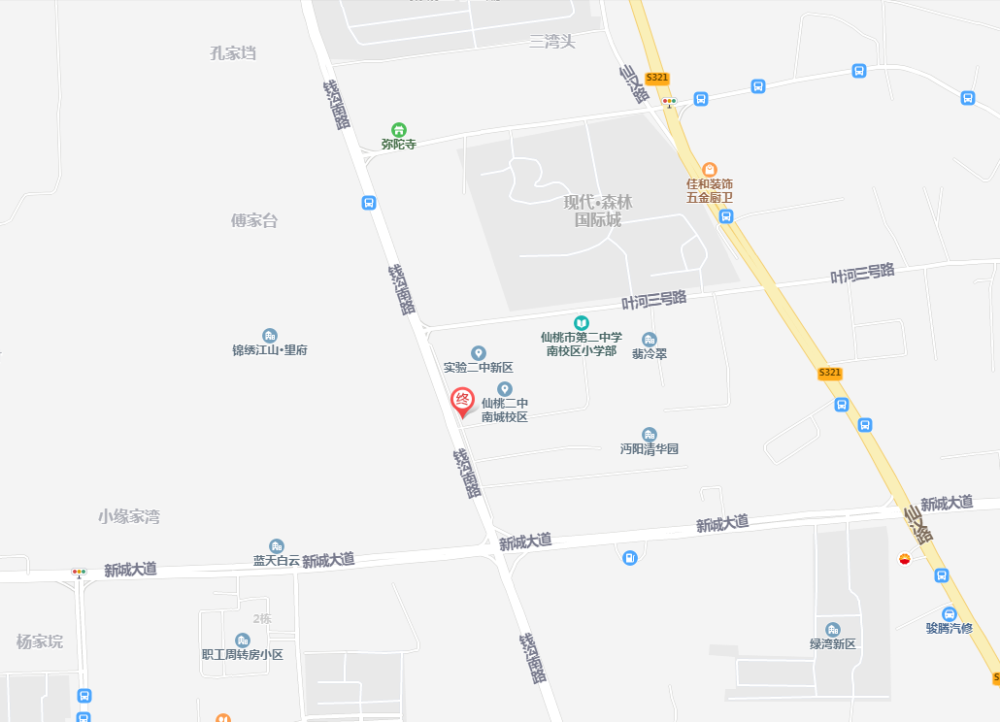 孔家垱
三湾头
S321
仙汉路
钱沟南路
弥陀寺
佳和装饰
五金厨卫
现代·森林
国际城
傅家台
钱沟南路
叶河三号路
叶河三号路
仙桃市第二中学
南校区小学部
锦绣江山·望府
翡冷翠
实验二中新区
S321
终
仙桃二中
南城校区
沔阳清华园
钱沟南路
新城大道
仙汉路
小缘家湾
新城大道
新城大道
蓝天白云
新城大道
新城大道
2栋
杨家垸
职工周转房小区
骏腾汽修
绿湾新区
钱沟南路